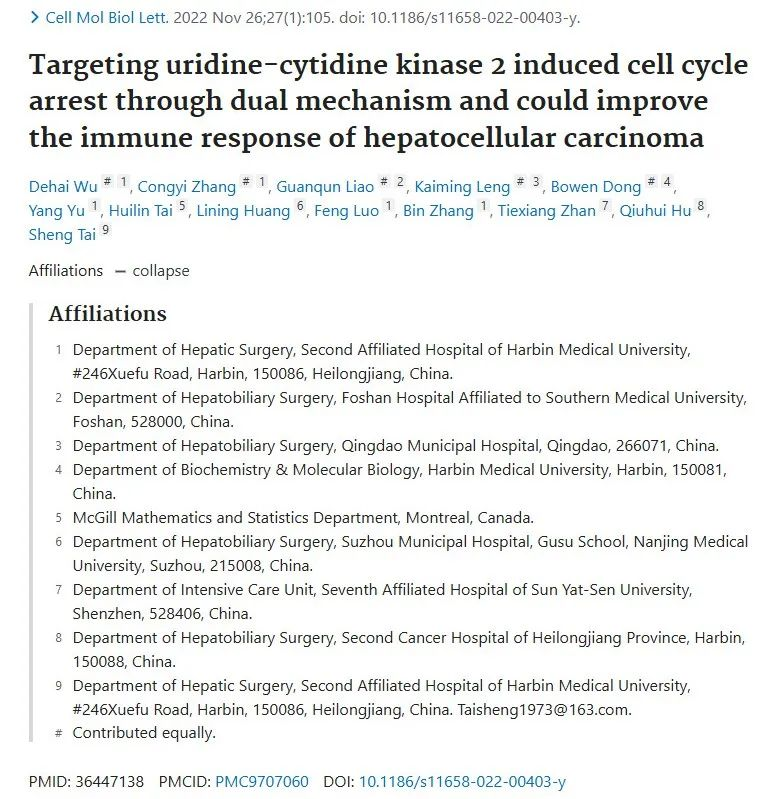 > Cell Mol Biol Lett. 2022 Nov 26;27(1):105. doi: 10.1186/s11658-022-00403-y.
Targeting uridine-cytidine kinase 2 induced cell cycle
arrest through dual mechanism and could improve
the immune response of hepatocellular carcinoma
Dehai Wu # 1, Congyi Zhang # 1, Guanqun Liao # 2, Kaiming Leng # 3, Bowen Dong # 4,
Yang Yu 1, Huilin Tai 5, Lining Huang 6, Feng Luo 1, Bin Zhang 1, Tiexiang Zhan 7, Qiuhui Hu 8,
Sheng Tai 9
Affiliations — collapse
Affiliations
1 Department of Hepatic Surgery, Second Affiliated Hospital of Harbin Medical University,
#246Xuefu Road, Harbin, 150086, Heilongjiang, China.
2 Department of Hepatobiliary Surgery, Foshan Hospital Affiliated to Southern Medical University,
Foshan, 528000, China.
3 Department of Hepatobiliary Surgery, Qingdao Municipal Hospital, Qingdao, 266071, China.
4 Department of Biochemistry & Molecular Biology, Harbin Medical University, Harbin, 150081,
China.
5 McGill Mathematics and Statistics Department, Montreal, Canada.
6 Department of Hepatobiliary Surgery, Suzhou Municipal Hospital, Gusu School, Nanjing Medical
University, Suzhou, 215008, China.
7 Department of Intensive Care Unit, Seventh Affiliated Hospital of Sun Yat-Sen University,
Shenzhen, 528406, China.
8 Department of Hepatobiliary Surgery, Second Cancer Hospital of Heilongjiang Province, Harbin,
150088, China.
9 Department of Hepatic Surgery, Second Affiliated Hospital of Harbin Medical University,
#246Xuefu Road, Harbin, 150086, Heilongjiang, China. Taisheng1973@163.com.
# Contributed equally.
PMID: 36447138 PMCID: PMC9707060 DOI: 10.1186/s11658-022-00403-y